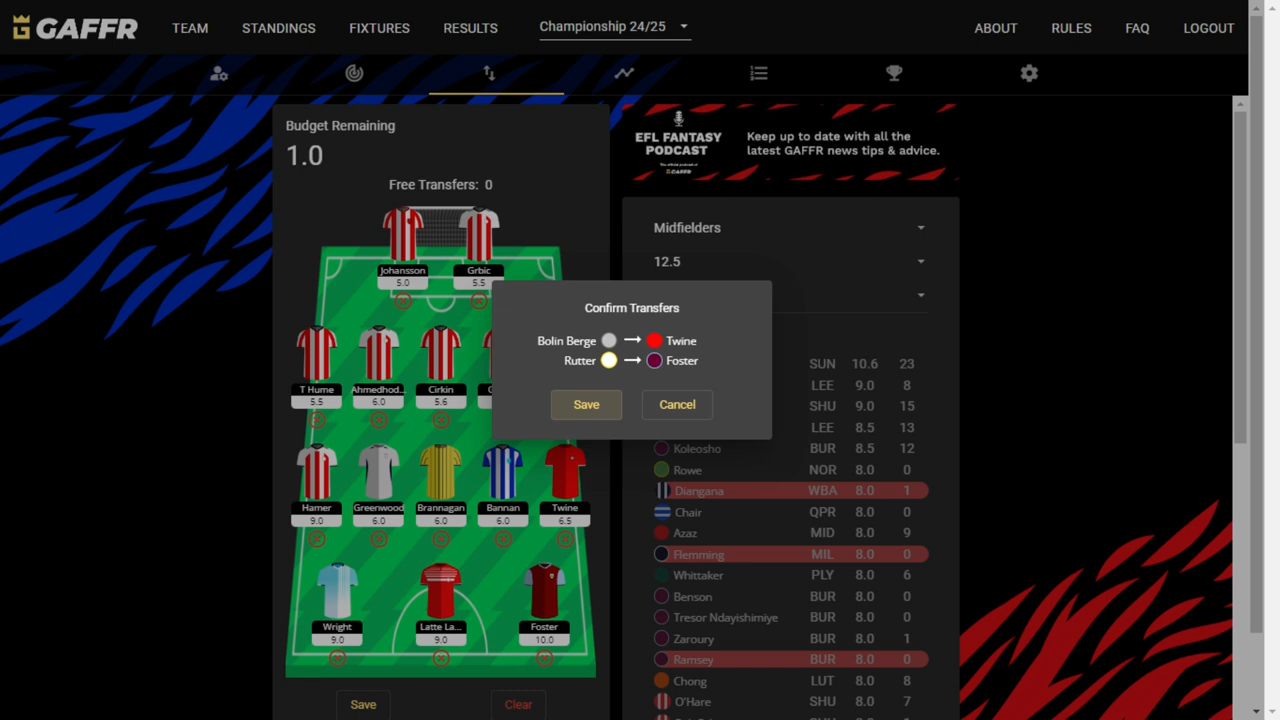 GAFFR TEAM STANDINGS FIXTURES RESULTS Championship 24/25 ABOUT RULES FAQ LOGOUT
Budget Remaining
1.0
Free Transfers: 0
Johansson
5.0
Grbic
5.5
T Hume
5.5
Ahmedhod...
6.0
Cirkin
5.6
Hamer
9.0
Greenwood
6.0
Brannagan
6.0
Bannan
6.0
Twine
6.5
Wright
9.0
Latte La...
9.0
Foster
10.0
Save Clear
Confirm Transfers
Bolin Berge Twine
Rutter Foster
Save Cancel
EFL FANTASY
PODCAST
GAFFR
Keep up to date with all the
latest GAFFR news tips & advice.
Midfielders
12.5
SUN 10.6 23
LEE 9.0 8
SHU 9.0 15
LEE 8.5 13
Koleosho BUR 8.5 12
Rowe NOR 8.0 0
Diangana WBA 8.0 1
Chair QPR 8.0 0
Azaz MID 8.0 9
Flemming MIL 8.0 0
Whittaker PLY 8.0 6
Benson BUR 8.0 0
Tresor Ndayishimiye BUR 8.0 0
Zaroury BUR 8.0 1
Ramsey BUR 8.0 0
Chong LUT 8.0 8
O'Hare SHU 8.0 7